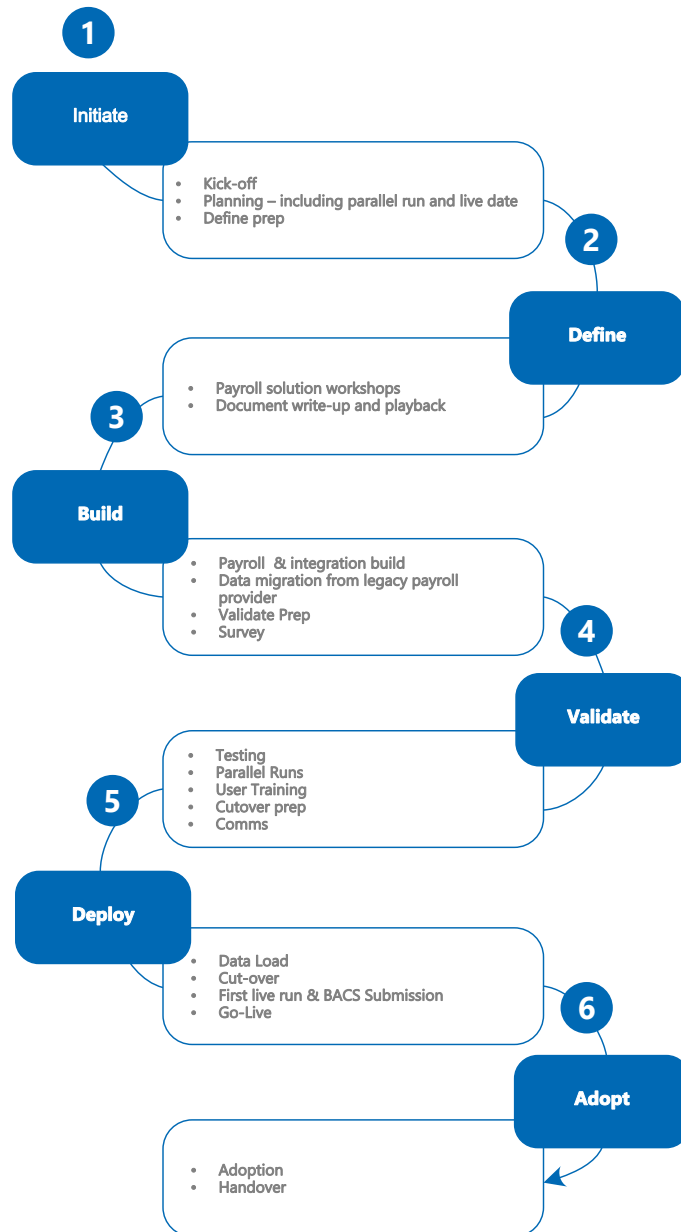 1
Initiate
• Kick-off
• Planning – including parallel run and live date
• Define prep
2
Define
• Payroll solution workshops
• Document write-up and playback
3
Build
• Payroll & integration build
• Data migration from legacy payroll
provider
• Validate Prep
• Survey
4
Validate
• Testing
• Parallel Runs
• User Training
• Cutover prep
• Comms
5
Deploy
• Data Load
• Cut-over
• First live run & BACS Submission
• Go-Live
6
Adopt
• Adoption
• Handover